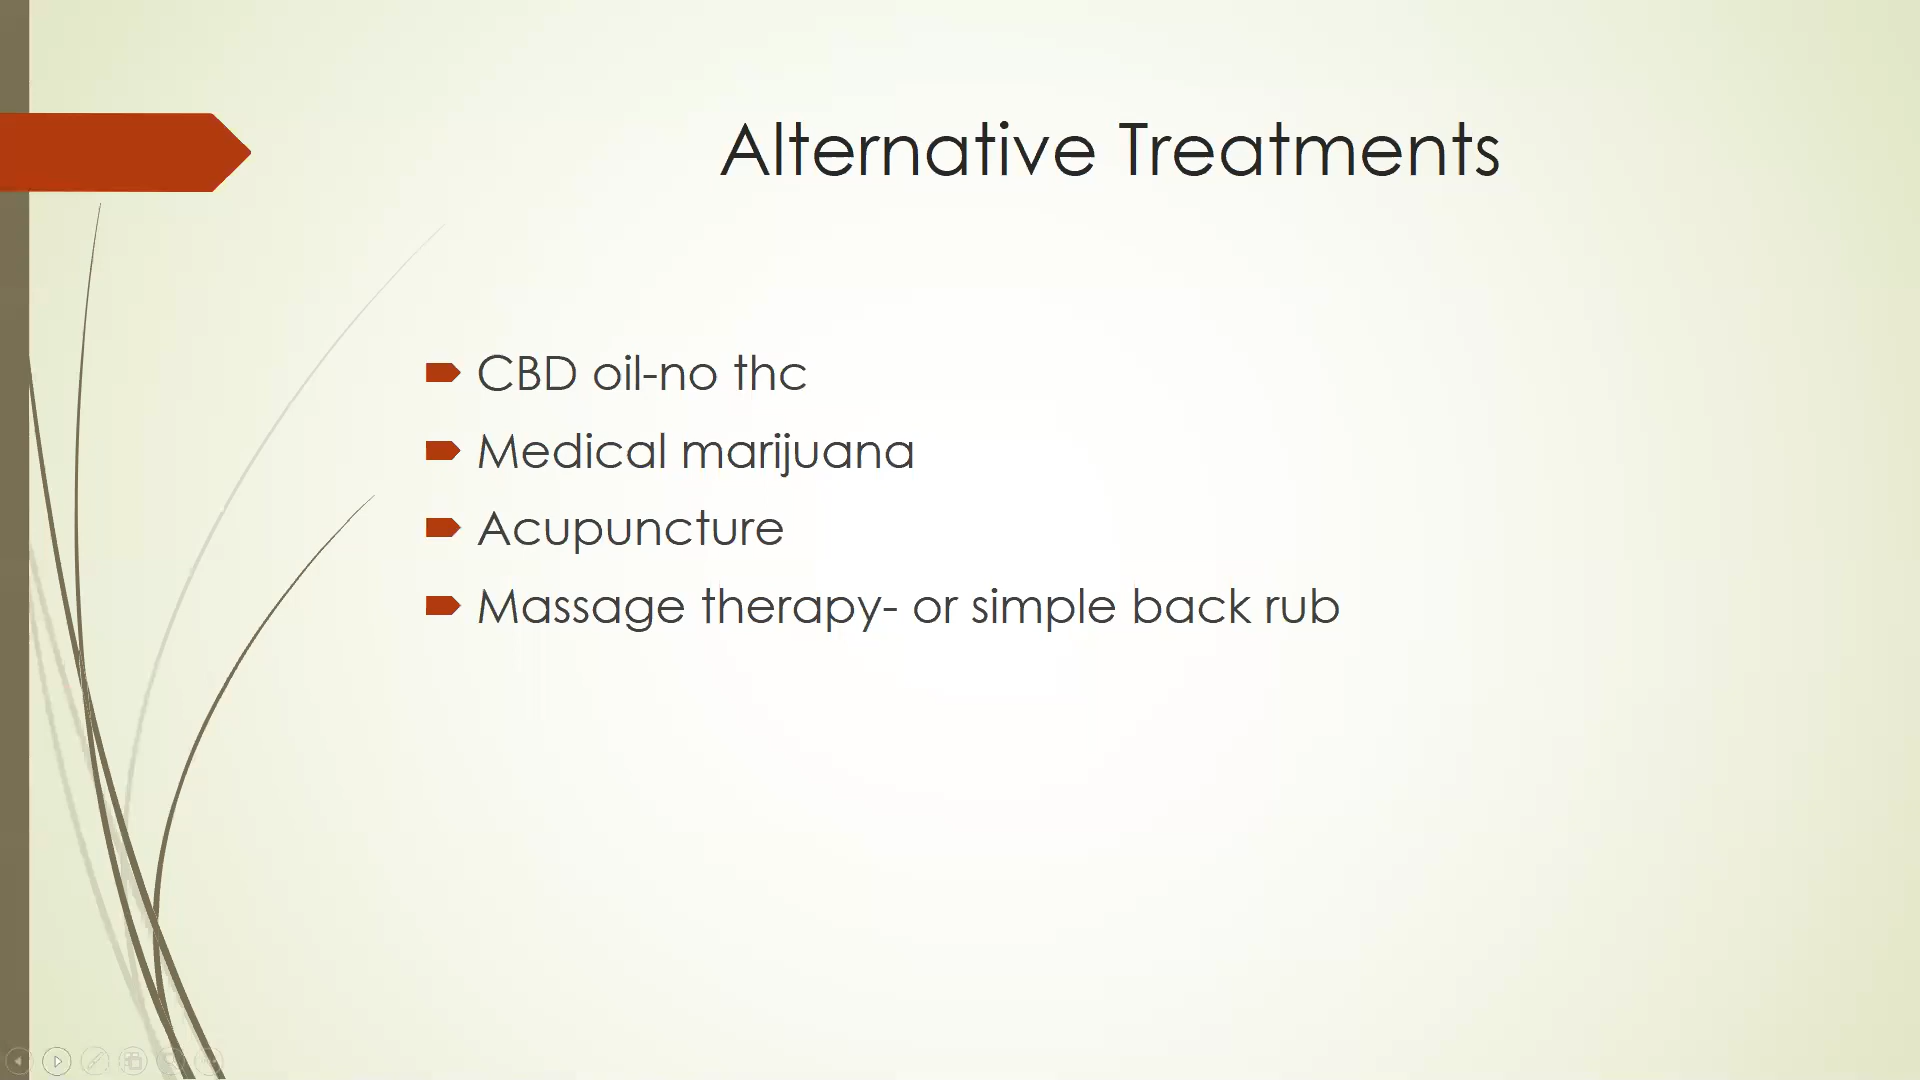 Alternative Treatments
CBD oil-no thc
Medical marijuana
Acupuncture
Massage therapy- or simple back rub